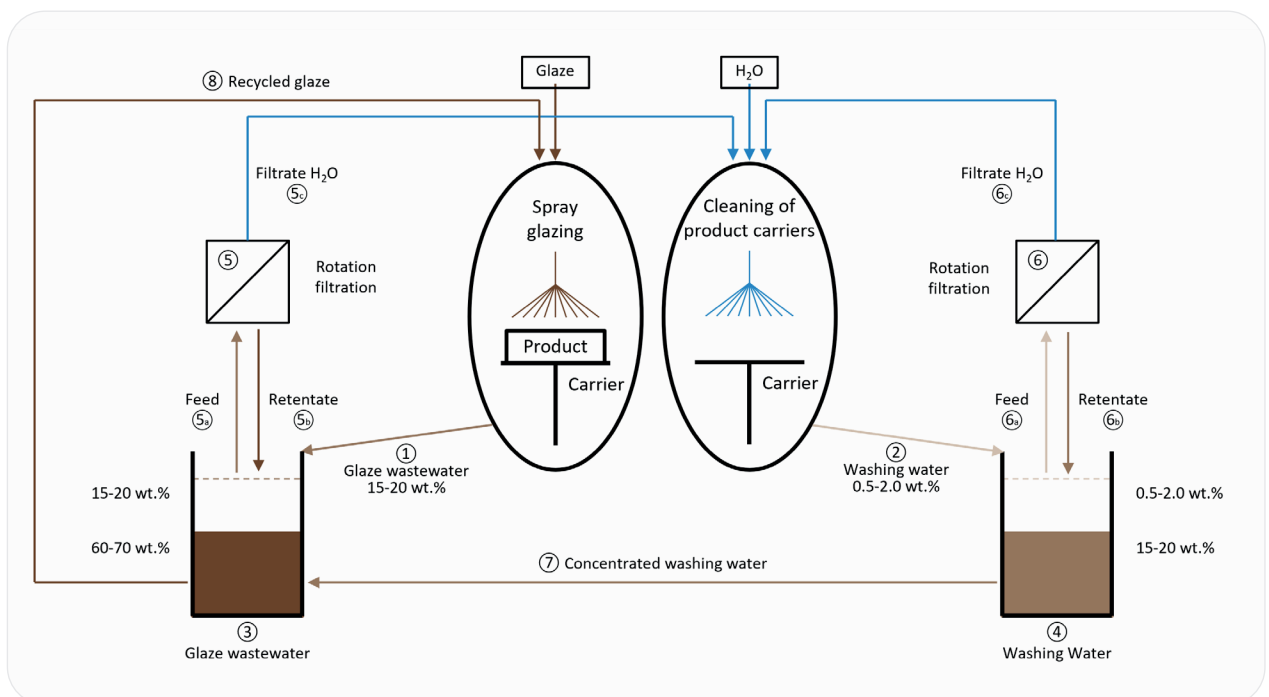 ⑧ Recycled glaze
Glaze
H₂O
Filtrate H₂O
5c
Filtrate H₂O
6c
Spray
glazing
Cleaning of
product carriers
⑤
Rotation
filtration
Rotation
filtration
⑥
Product
Carrier
Carrier
Feed
5a
Retentate
5b
Feed
6a
Retentate
6b
①
Glaze wastewater
15-20 wt.%
②
Washing water
0.5-2.0 wt.%
15-20 wt.%
60-70 wt.%
0.5-2.0 wt.%
15-20 wt.%
⑦ Concentrated washing water
③
Glaze wastewater
④
Washing Water